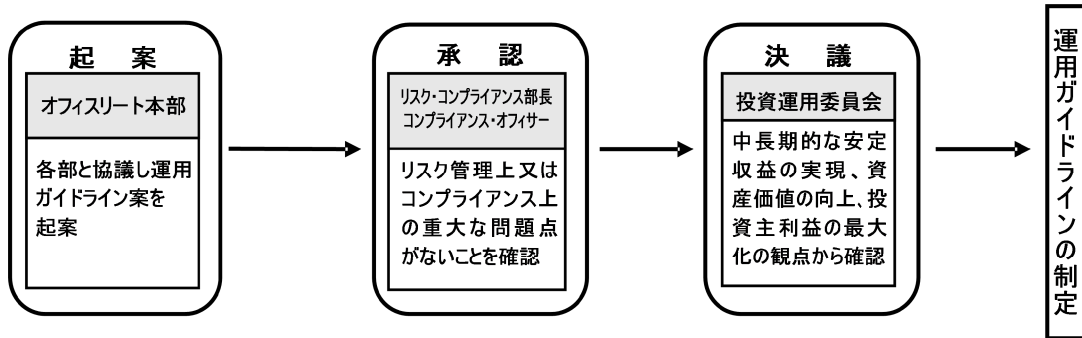 起案
オフィスリート本部
各部と協議し運用
ガイドライン案を
起案
承認
リスク・コンプライアンス部長
コンプライアンス・オフィサー
リスク管理上又は
コンプライアンス上
の重大な問題点
がないことを確認
決議
投資運用委員会
中長期的な安定
収益の実現、資
産価値の向上、投
資主利益の最大
化の観点から確認
運用ガイドラインの制定